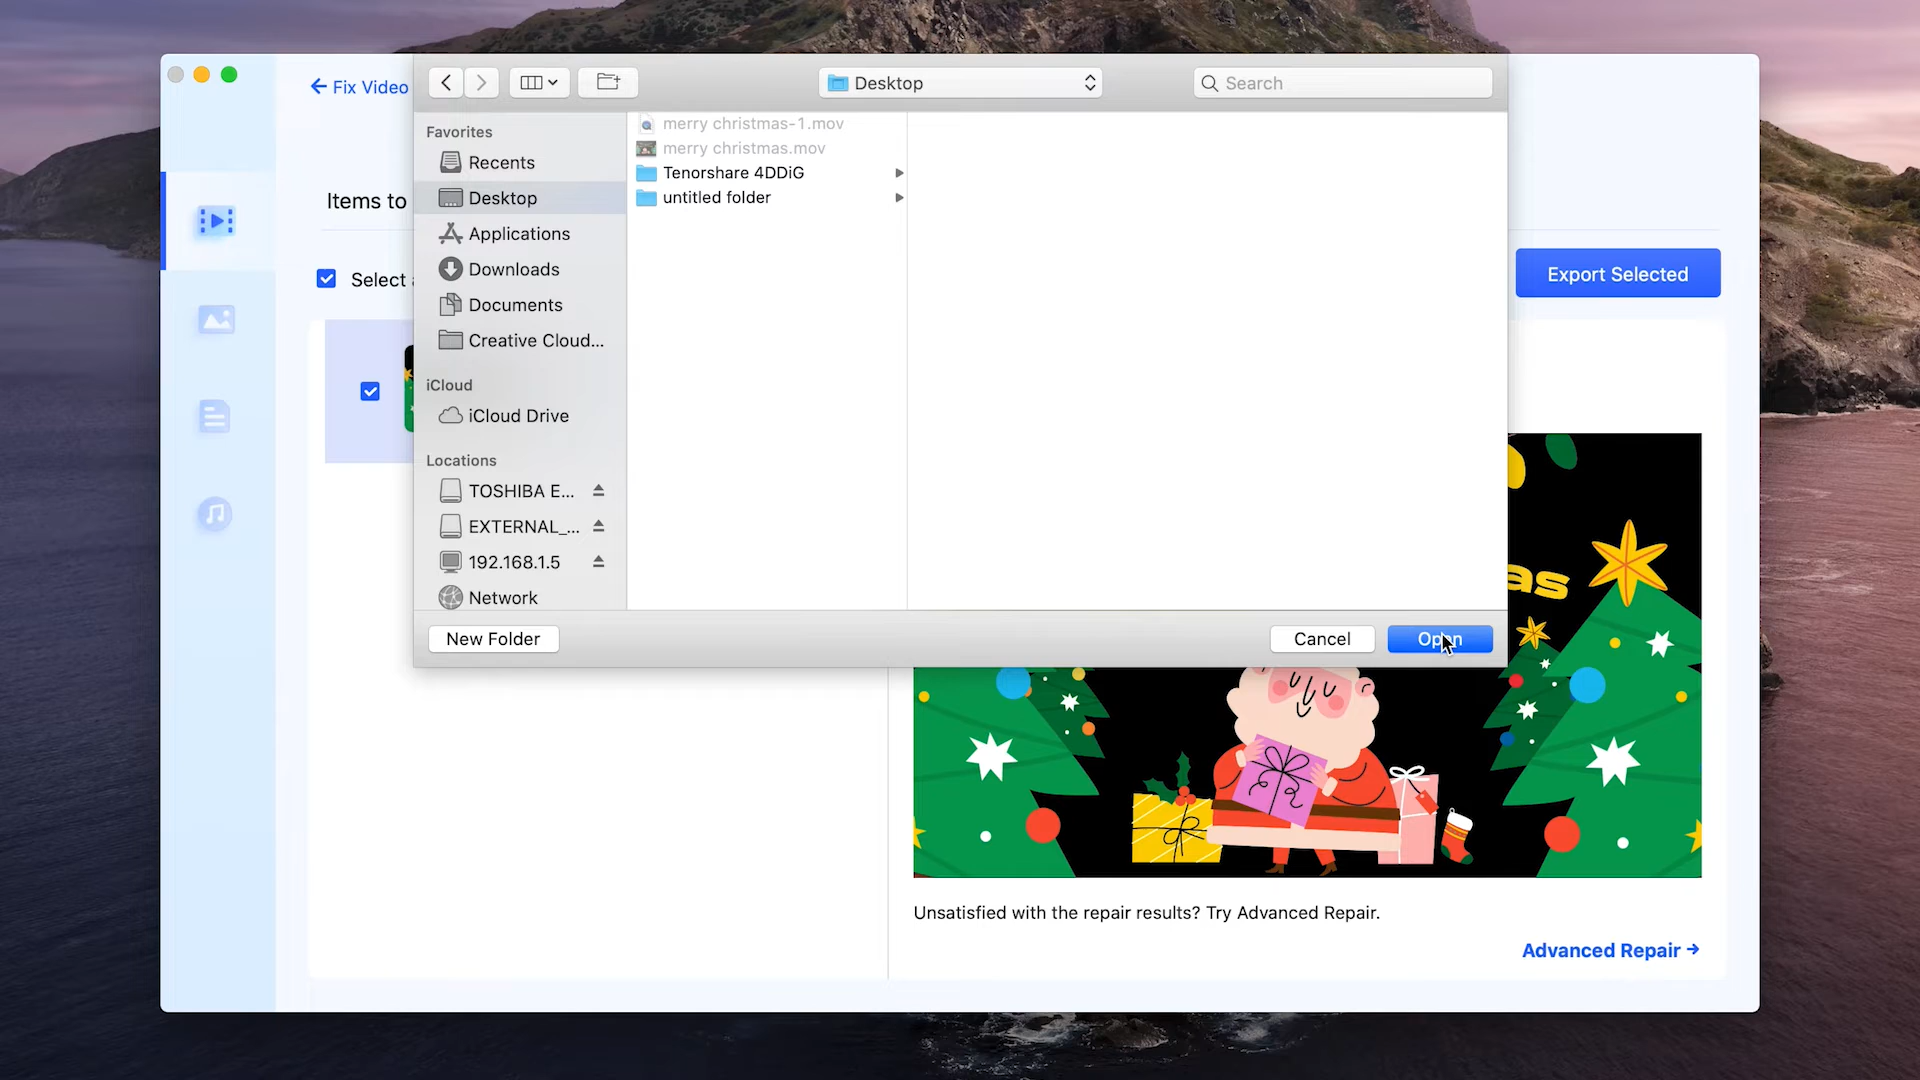 Fix Video
Desktop
Search
Favorites
Recents
Desktop
Applications
Downloads
Documents
Creative Cloud...
iCloud
iCloud Drive
Locations
TOSHIBA E...
EXTERNAL_...
192.168.1.5
Network
merry christmas-1.mov
merry christmas.mov
Tenorshare 4DDiG
untitled folder
Items to
Select
Export Selected
as
New Folder
Cancel
Open
Unsatisfied with the repair results? Try Advanced Repair.
Advanced Repair